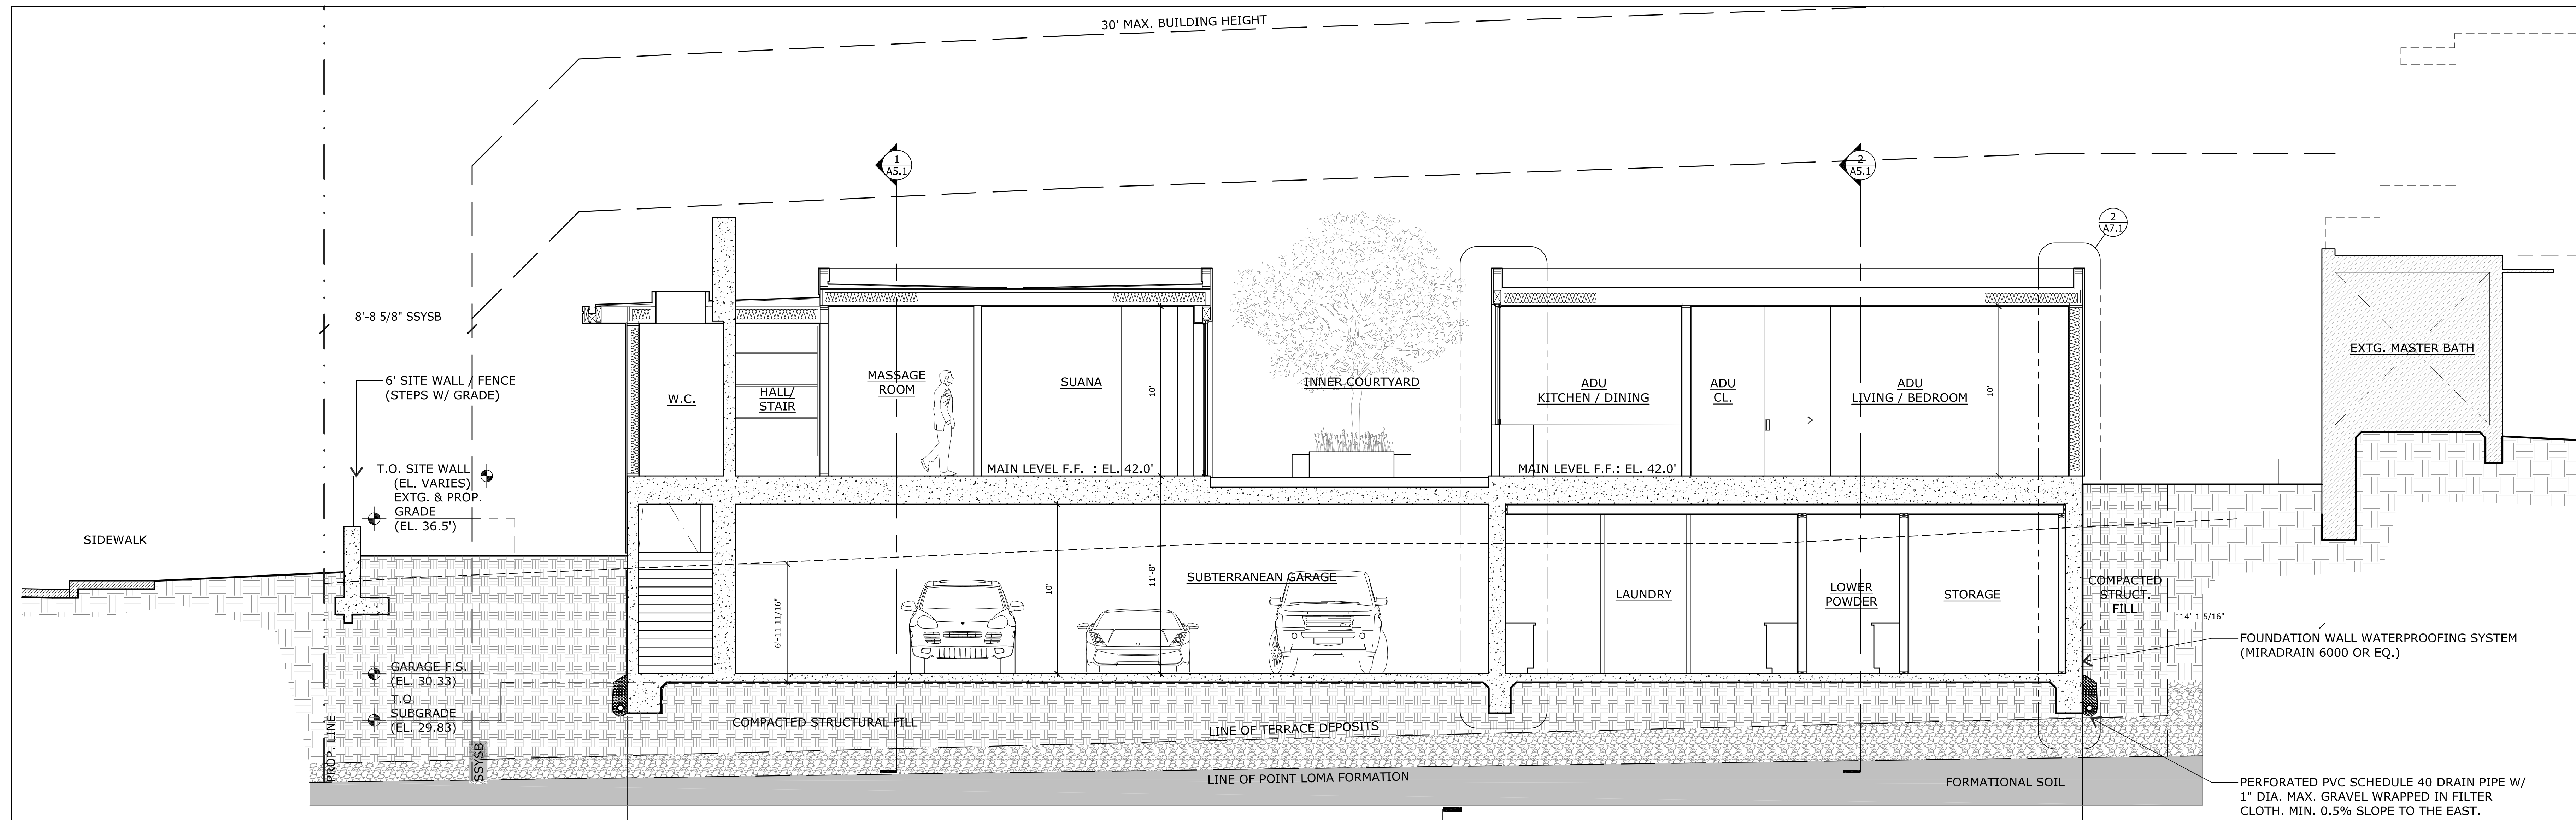 30' MAX. BUILDING HEIGHT
1
A5.1
2
A5.1
2
A7.1
8'-8 5/8" SSYSB
6' SITE WALL / FENCE
(STEPS W/ GRADE)
T.O. SITE WALL
(EL. VARIES)
EXTG. & PROP.
GRADE
(EL. 36.5')
SIDEWALK
GARAGE F.S.
(EL. 30.33)
T.O.
SUBGRADE
(EL. 29.83)
PROP. LINE
SSYSB
W.C.
HALL/
STAIR
MASSAGE
ROOM
SUANA
10'
INNER COURTYARD
ADU
KITCHEN / DINING
ADU
CL.
ADU
LIVING / BEDROOM
10'
EXTG. MASTER BATH
MAIN LEVEL F.F. : EL. 42.0'
MAIN LEVEL F.F.: EL. 42.0'
6'-11 11/16"
10'
11'-8"
SUBTERRANEAN GARAGE
LAUNDRY
LOWER
POWDER
STORAGE
COMPACTED
STRUCT.
FILL
14'-1 5/16"
FOUNDATION WALL WATERPROOFING SYSTEM
(MIRADRAIN 6000 OR EQ.)
COMPACTED STRUCTURAL FILL
LINE OF TERRACE DEPOSITS
LINE OF POINT LOMA FORMATION
FORMATIONAL SOIL
PERFORATED PVC SCHEDULE 40 DRAIN PIPE W/
1" DIA. MAX. GRAVEL WRAPPED IN FILTER
CLOTH. MIN. 0.5% SLOPE TO THE EAST.